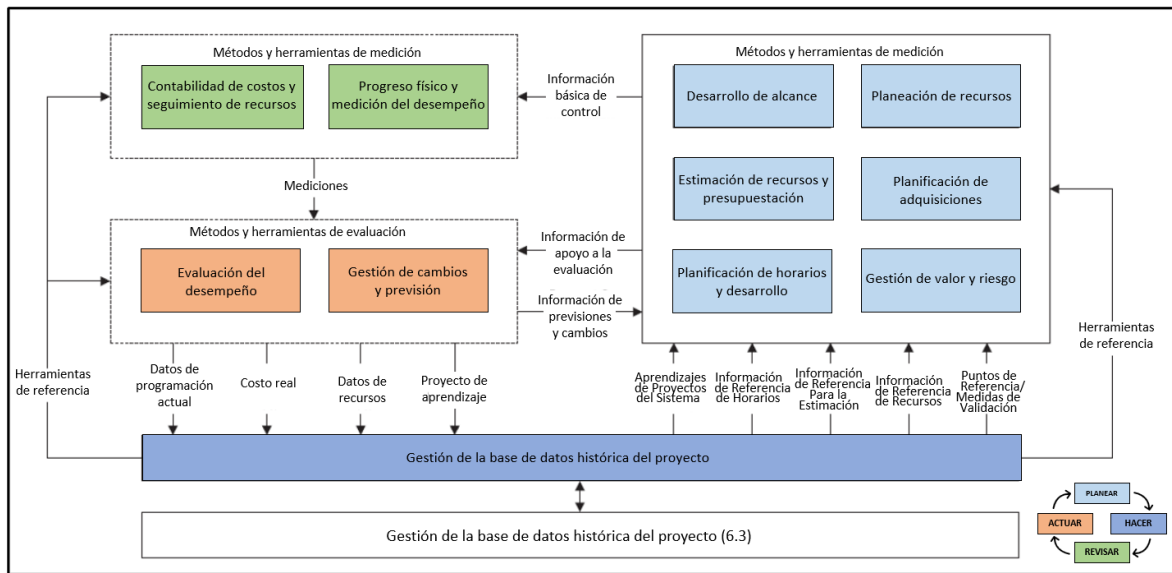 Métodos y herramientas de medición
Contabilidad de costos y
seguimiento de recursos
Progreso físico y
medición del desempeño
Información
básica de
control
Métodos y herramientas de medición
Desarrollo de alcance
Planeación de recursos
Estimación de recursos y
presupuestación
Planificación de
adquisiciones
Planificación de horarios
y desarrollo
Gestión de valor y riesgo
Mediciones
Métodos y herramientas de evaluación
Evaluación del
desempeño
Gestión de cambios
y previsión
Información de
apoyo a la
evaluación
Información de
previsiones
y cambios
Herramientas
de referencia
Datos de
programación
actual
Costo real
Datos de
recursos
Proyecto de
aprendizaje
Aprendizajes
de Proyectos
del Sistema
Información
de Referencia
de Horarios
Información
de Referencia
Para la
Estimación
Información
de Referencia
de Recursos
Puntos de
Referencia/
Medidas de
Validación
Herramientas
de referencia
Gestión de la base de datos histórica del proyecto
Gestión de la base de datos histórica del proyecto (6.3)
PLANEAR
ACTUAR
HACER
REVISAR